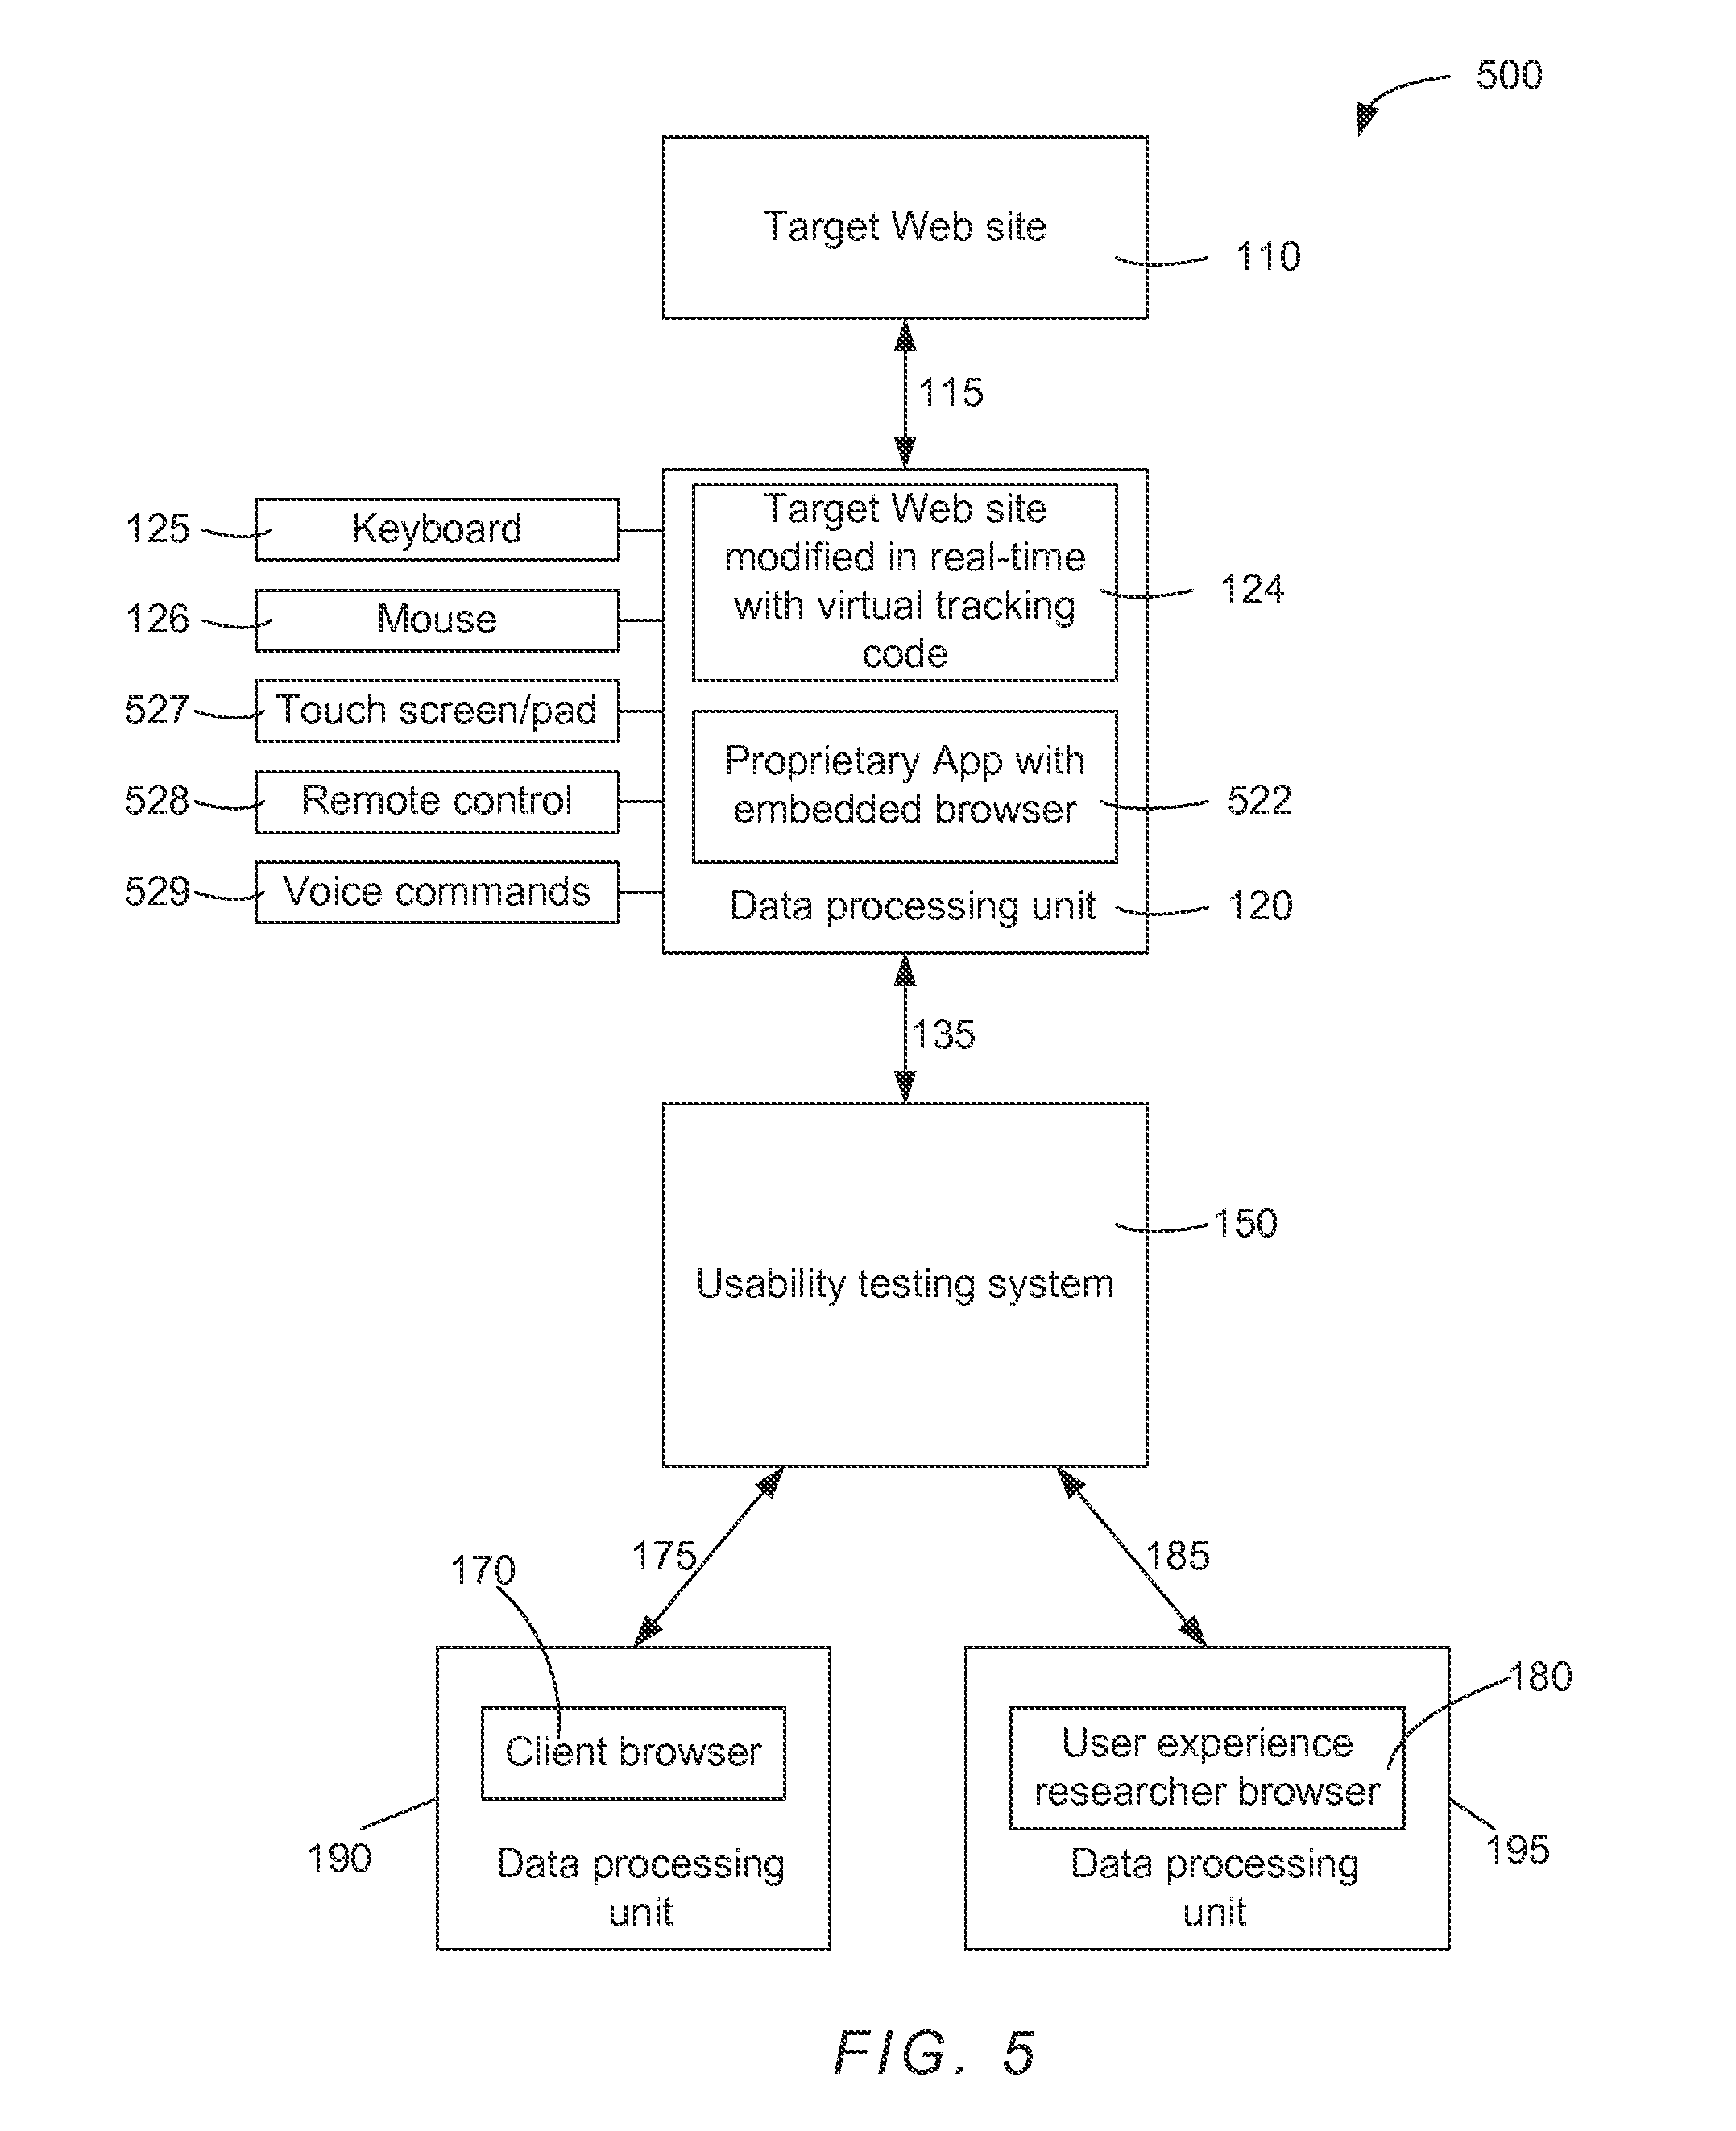 500
Target Web site
110
115
Target Web site
modified in real-time
with virtual tracking
code
124
125
Keyboard
126
Mouse
527
Touch screen/pad
528
Remote control
529
Voice commands
Proprietary App with
embedded browser
522
Data processing unit
120
135
150
Usability testing system
175
185
170
180
Client browser
User experience
researcher browser
190
195
Data processing
unit
Data processing
unit
FIG. 5